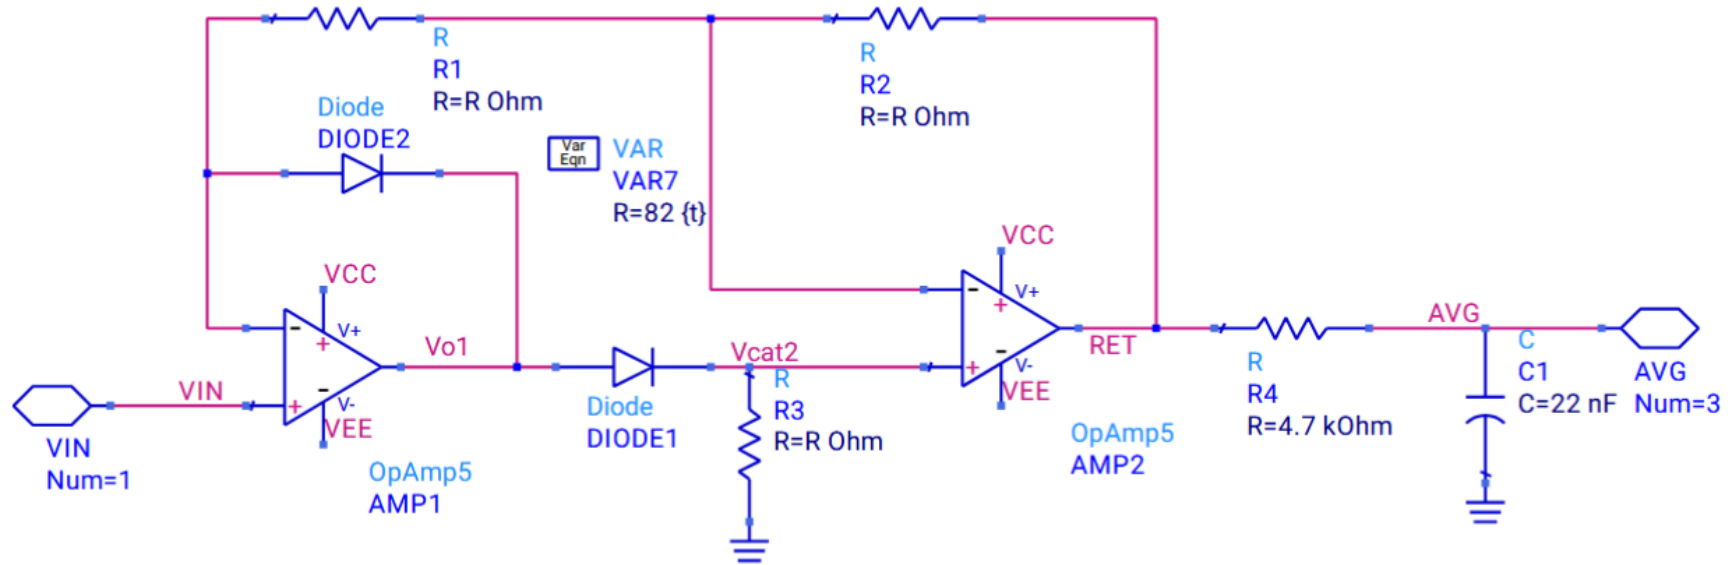 R
R1
R=R Ohm
R
R2
R=R Ohm
Diode
DIODE2
Var
Eqn
VAR
VAR7
R=82 {t}
VCC
V+
-
+
-
V-
+
VEE
Vo1
VIN
VIN
Num=1
OpAmp5
AMP1
Diode
DIODE1
Vcat2
R
R3
R=R Ohm
VCC
V+
-
+
-
V-
+
VEE
RET
OpAmp5
AMP2
R
R4
R=4.7 kOhm
AVG
C
C1
C=22 nF
AVG
Num=3